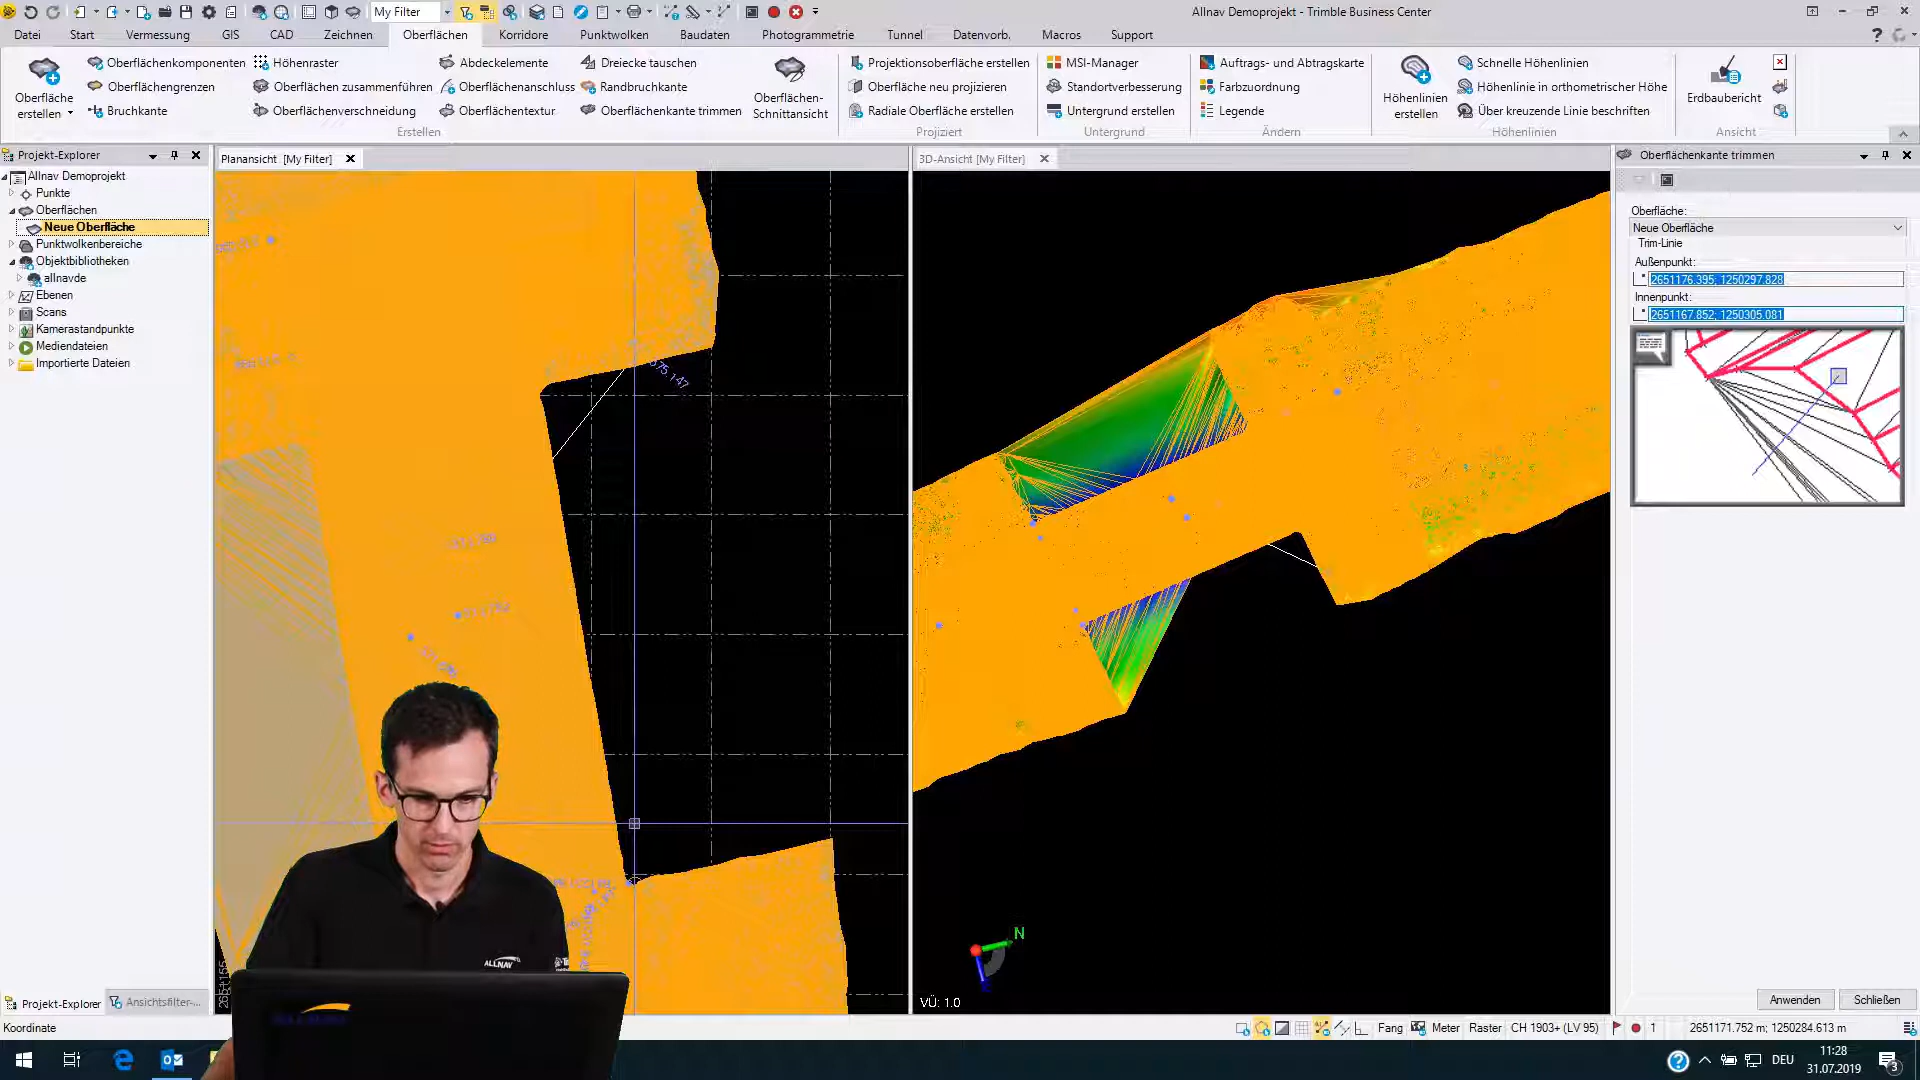 My Filter
Allnav Demoprojekt - Trimble Business Center
Datei Start Vermessung GIS CAD Zeichnen Oberflächen Korridore Punktwolken Baudaten Photogrammetrie Tunnel Datenvorb. Macros Support
Oberfläche erstellen
Oberflächenkomponenten
Oberflächengrenzen
Bruchkante
Höhenraster
Oberflächen zusammenführen
Oberflächenverschneidung
Abdeckelemente
Oberflächenanschluss
Oberflächentextur
Dreiecke tauschen
Randbruchkante
Oberflächenkante trimmen
Oberflächen-Schnittansicht
Erstellen
Projektionsoberfläche erstellen
Oberfläche neu projizieren
Radiale Oberfläche erstellen
Projiziert
MSI-Manager
Standortverbesserung
Untergrund erstellen
Untergrund
Auftrags- und Abtragskarte
Farbzuordnung
Legende
Ändern
Höhenlinien erstellen
Schnelle Höhenlinien
Höhenlinie in orthometrischer Höhe
Über kreuzende Linie beschriften
Höhenlinien
Erdbaubericht
Ansicht
Projekt-Explorer
Allnav Demoprojekt
Punkte
Oberflächen
Neue Oberfläche
Punktwolkenbereiche
Objektbibliotheken
allnavde
Ebenen
Scans
Kamerastandpunkte
Mediendateien
Importierte Dateien
Projekt-Explorer
Ansichtsfilter-...
Planansicht [My Filter]
575.147
ALLNAV
3D-Ansicht [My Filter]
N
VÜ: 1.0
Oberflächenkante trimmen
Oberfläche:
Neue Oberfläche
Trim-Linie
Außenpunkt:
2651176.395; 1250297.828
Innenpunkt:
2651167.852; 1250305.081
Anwenden Schließen
Koordinate
Fang Meter Raster CH 1903+ (LV 95) 1 2651171.752 m; 1250284.613 m
DEU
11:28
31.07.2019
3